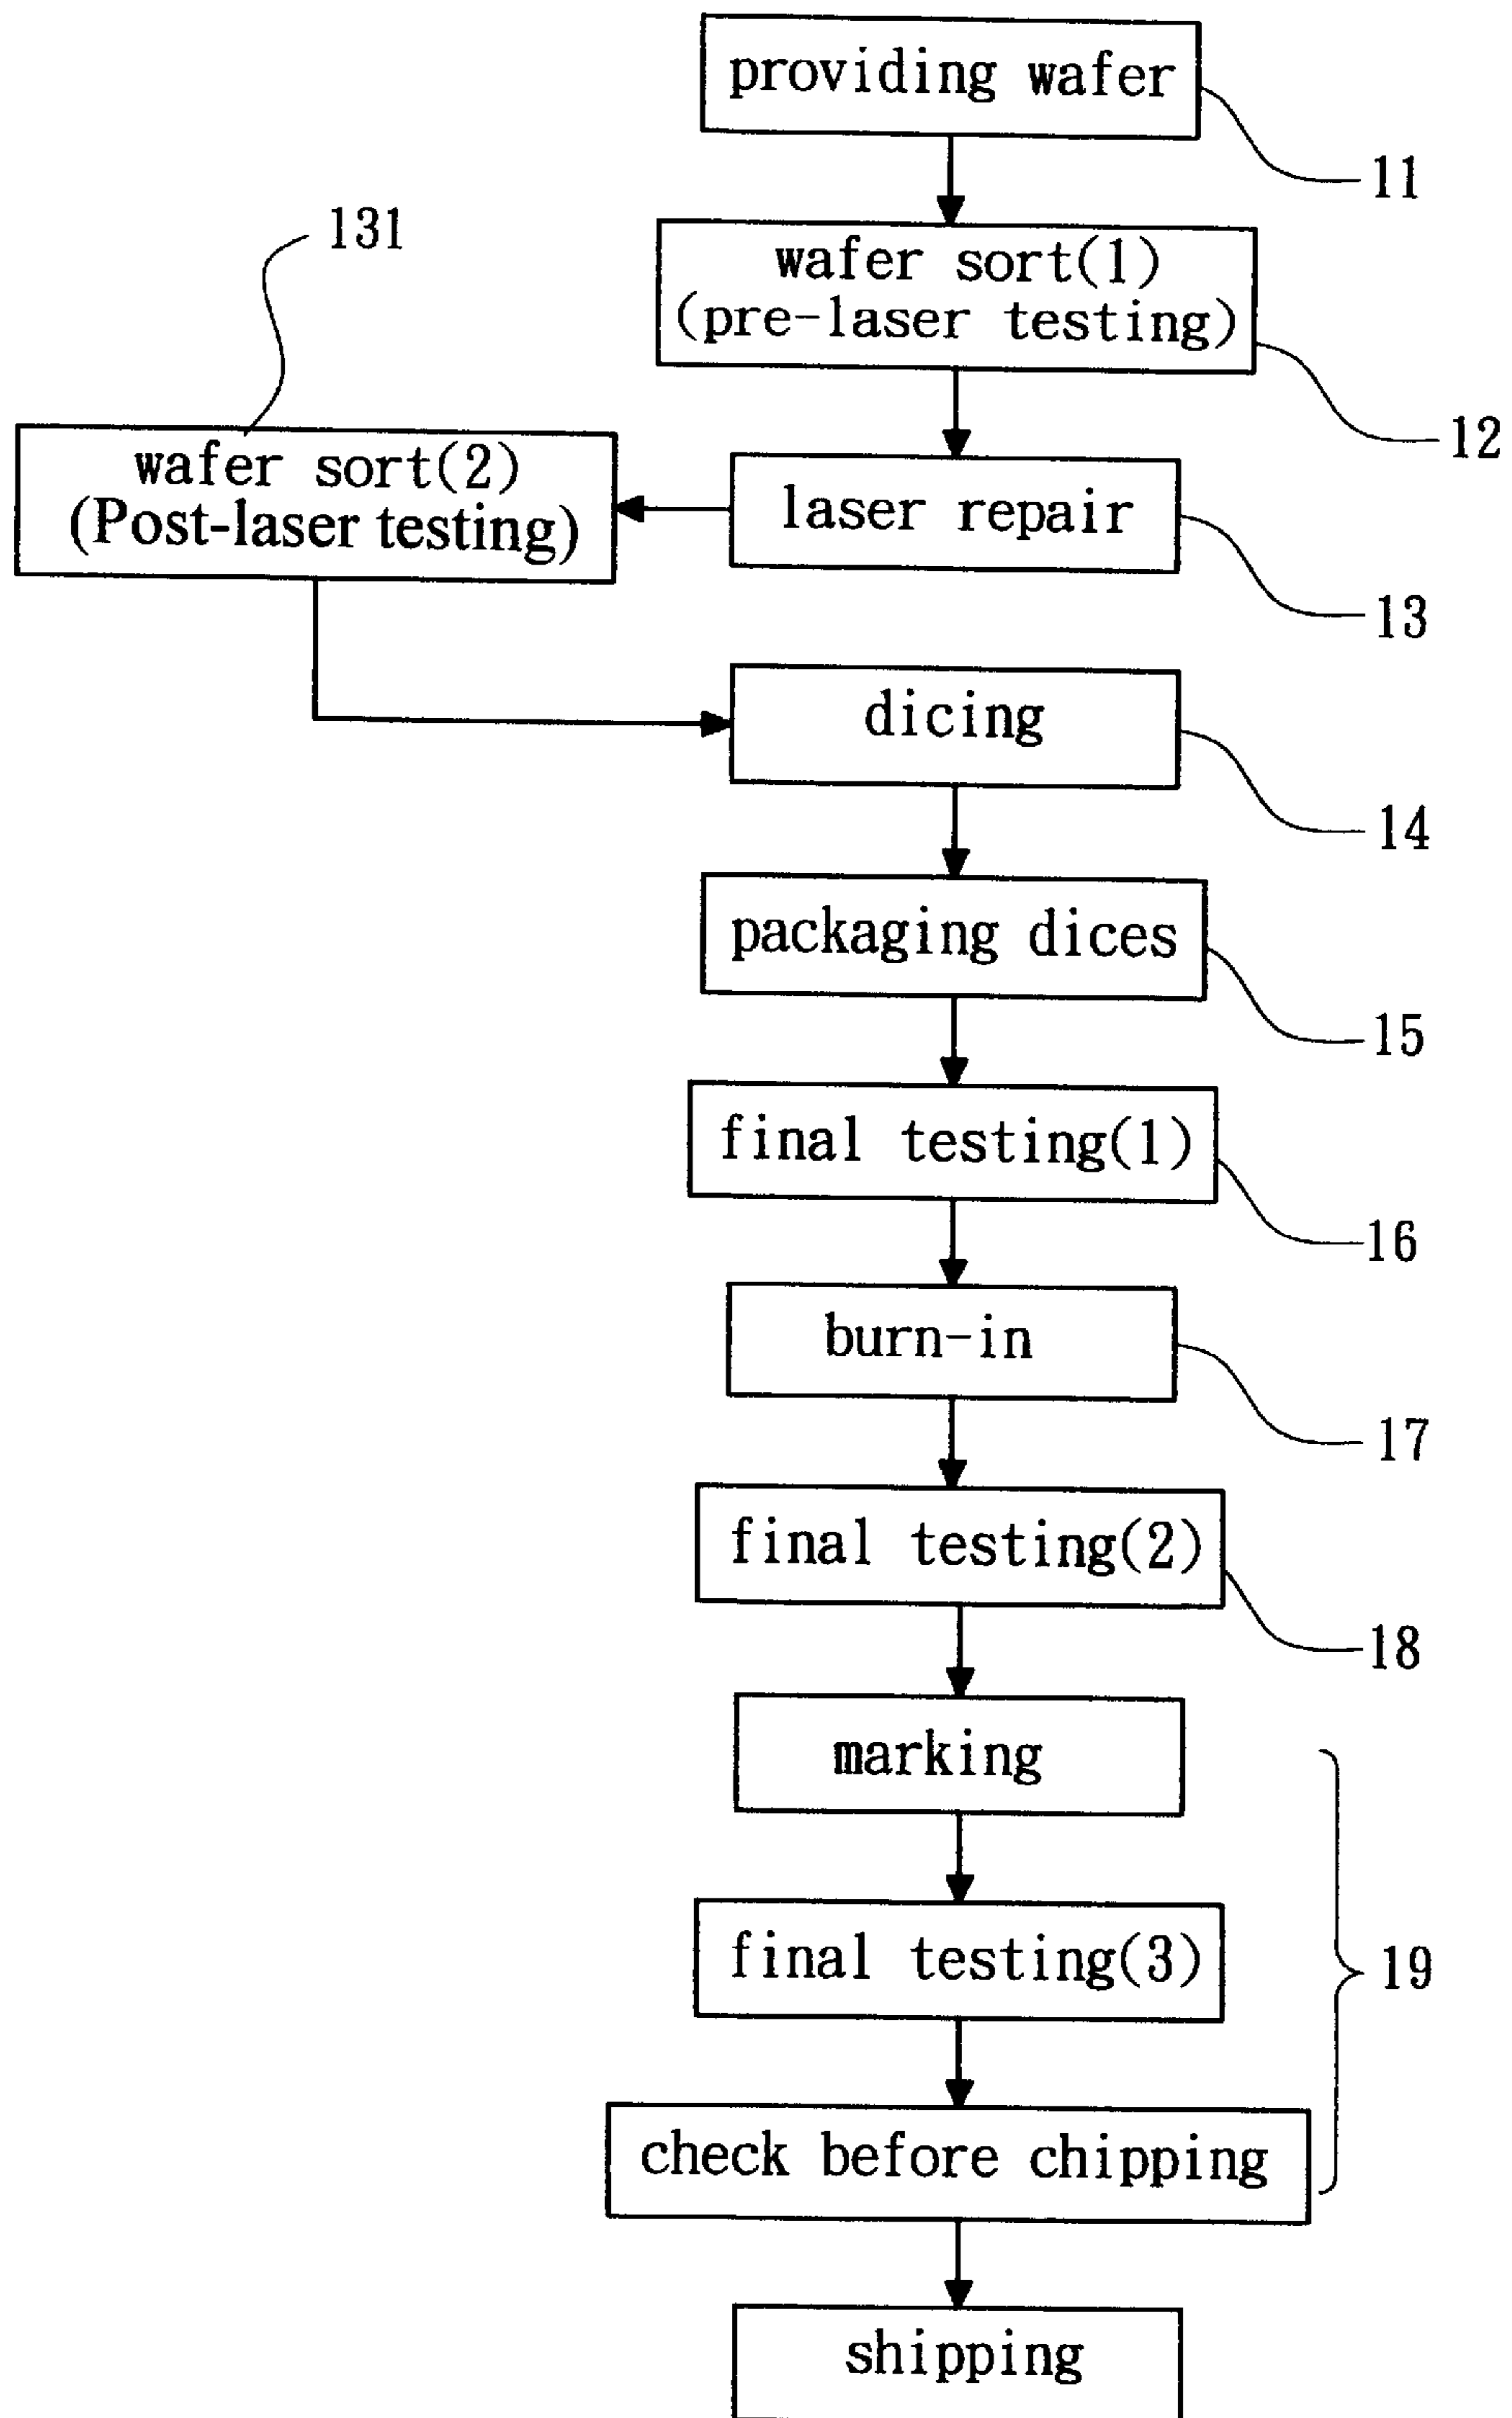 providing wafer
11
wafer sort(1)
(pre-laser testing)
12
131
wafer sort(2)
(Post-laser testing)
laser repair
13
dicing
14
packaging dices
15
final testing(1)
16
burn-in
17
final testing(2)
18
marking
final testing(3)
19
check before chipping
shipping